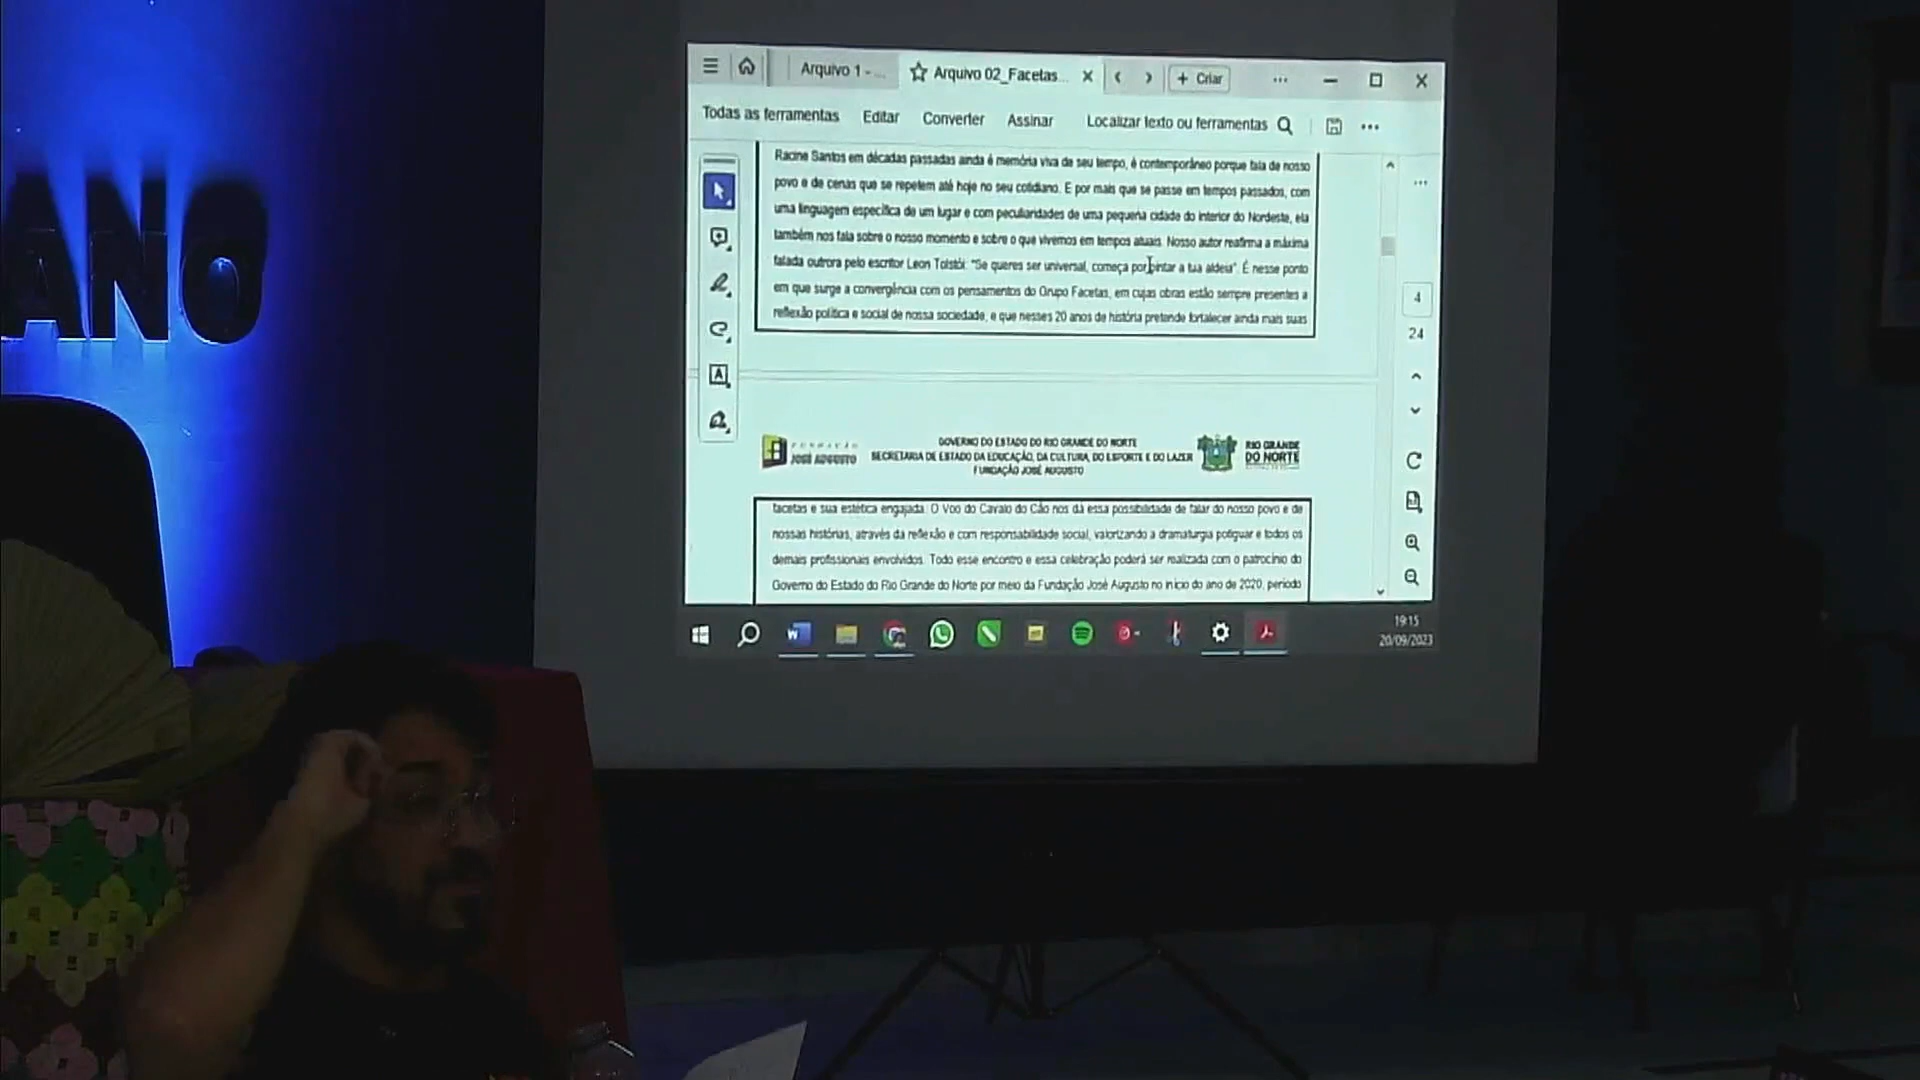 ANO
Arquivo 1 - ...
Arquivo 02_Facetas...
+ Criar
Todas as ferramentas Editar Converter Assinar Localizar texto ou ferramentas
Racine Santos em décadas passadas ainda é memória viva de seu tempo, é contemporâneo porque fala de nosso
povo e de cenas que se repetem até hoje no seu cotidiano. E por mais que se passe em tempos passados, com
uma linguagem específica de um lugar e com peculiaridades de uma pequena cidade do interior do Nordeste, ela
também nos fala sobre o nosso momento e sobre o que vivemos em tempos atuais. Nosso autor reafirma a máxima
falada outrora pelo escritor Leon Tolstói: "Se queres ser universal, começa por pintar a tua aldeia". É nesse ponto
em que surge a convergência com os pensamentos do Grupo Facetas, em cujas obras estão sempre presentes a
reflexão política e social de nossa sociedade, e que nesses 20 anos de história pretende fortalecer ainda mais suas
4
24
FUNDAÇÃO
JOSÉ AUGUSTO
GOVERNO DO ESTADO DO RIO GRANDE DO NORTE
SECRETARIA DE ESTADO DA EDUCAÇÃO, DA CULTURA, DO ESPORTE E DO LAZER
FUNDAÇÃO JOSÉ AUGUSTO
RIO GRANDE
DO NORTE
facetas e sua estética engajada. O Voo do Cavalo do Cão nos dá essa possibilidade de falar do nosso povo e de
nossas histórias, através da reflexão e com responsabilidade social, valorizando a dramaturgia potiguar e todos os
demais profissionais envolvidos. Todo esse encontro e essa celebração poderá ser realizada com o patrocínio do
Governo do Estado do Rio Grande do Norte por meio da Fundação José Augusto no início do ano de 2020, período
19:15
20/09/2023